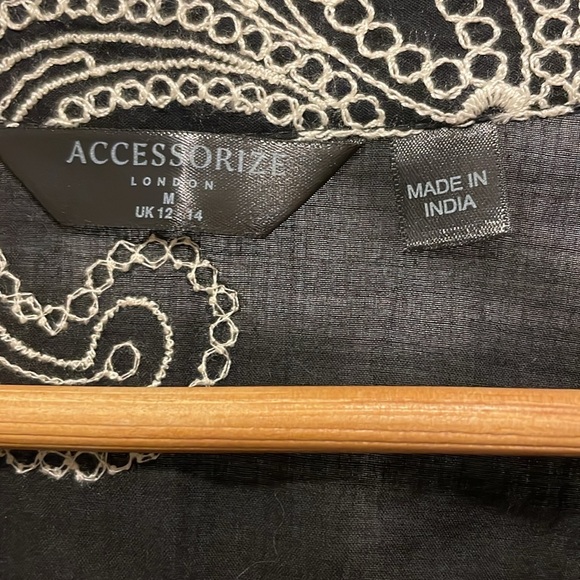 ACCESSORIZE
LONDON
M
UK 12 - 14
MADE IN
INDIA